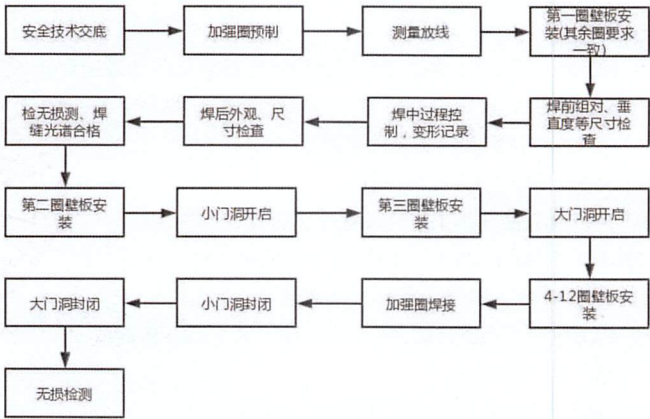 安全技术交底
加强圈预制
测量放线
第一圈壁板安
装(其余圈要求
一致)
焊前组对、垂
直度等尺寸检
查
焊中过程控
制，变形记录
焊后外观、尺
寸检查
检无损测、焊
缝光谱合格
第二圈壁板安
装
小门洞开启
第三圈壁板安
装
大门洞开启
4-12圈壁板安
装
加强圈焊接
小门洞封闭
大门洞封闭
无损检测